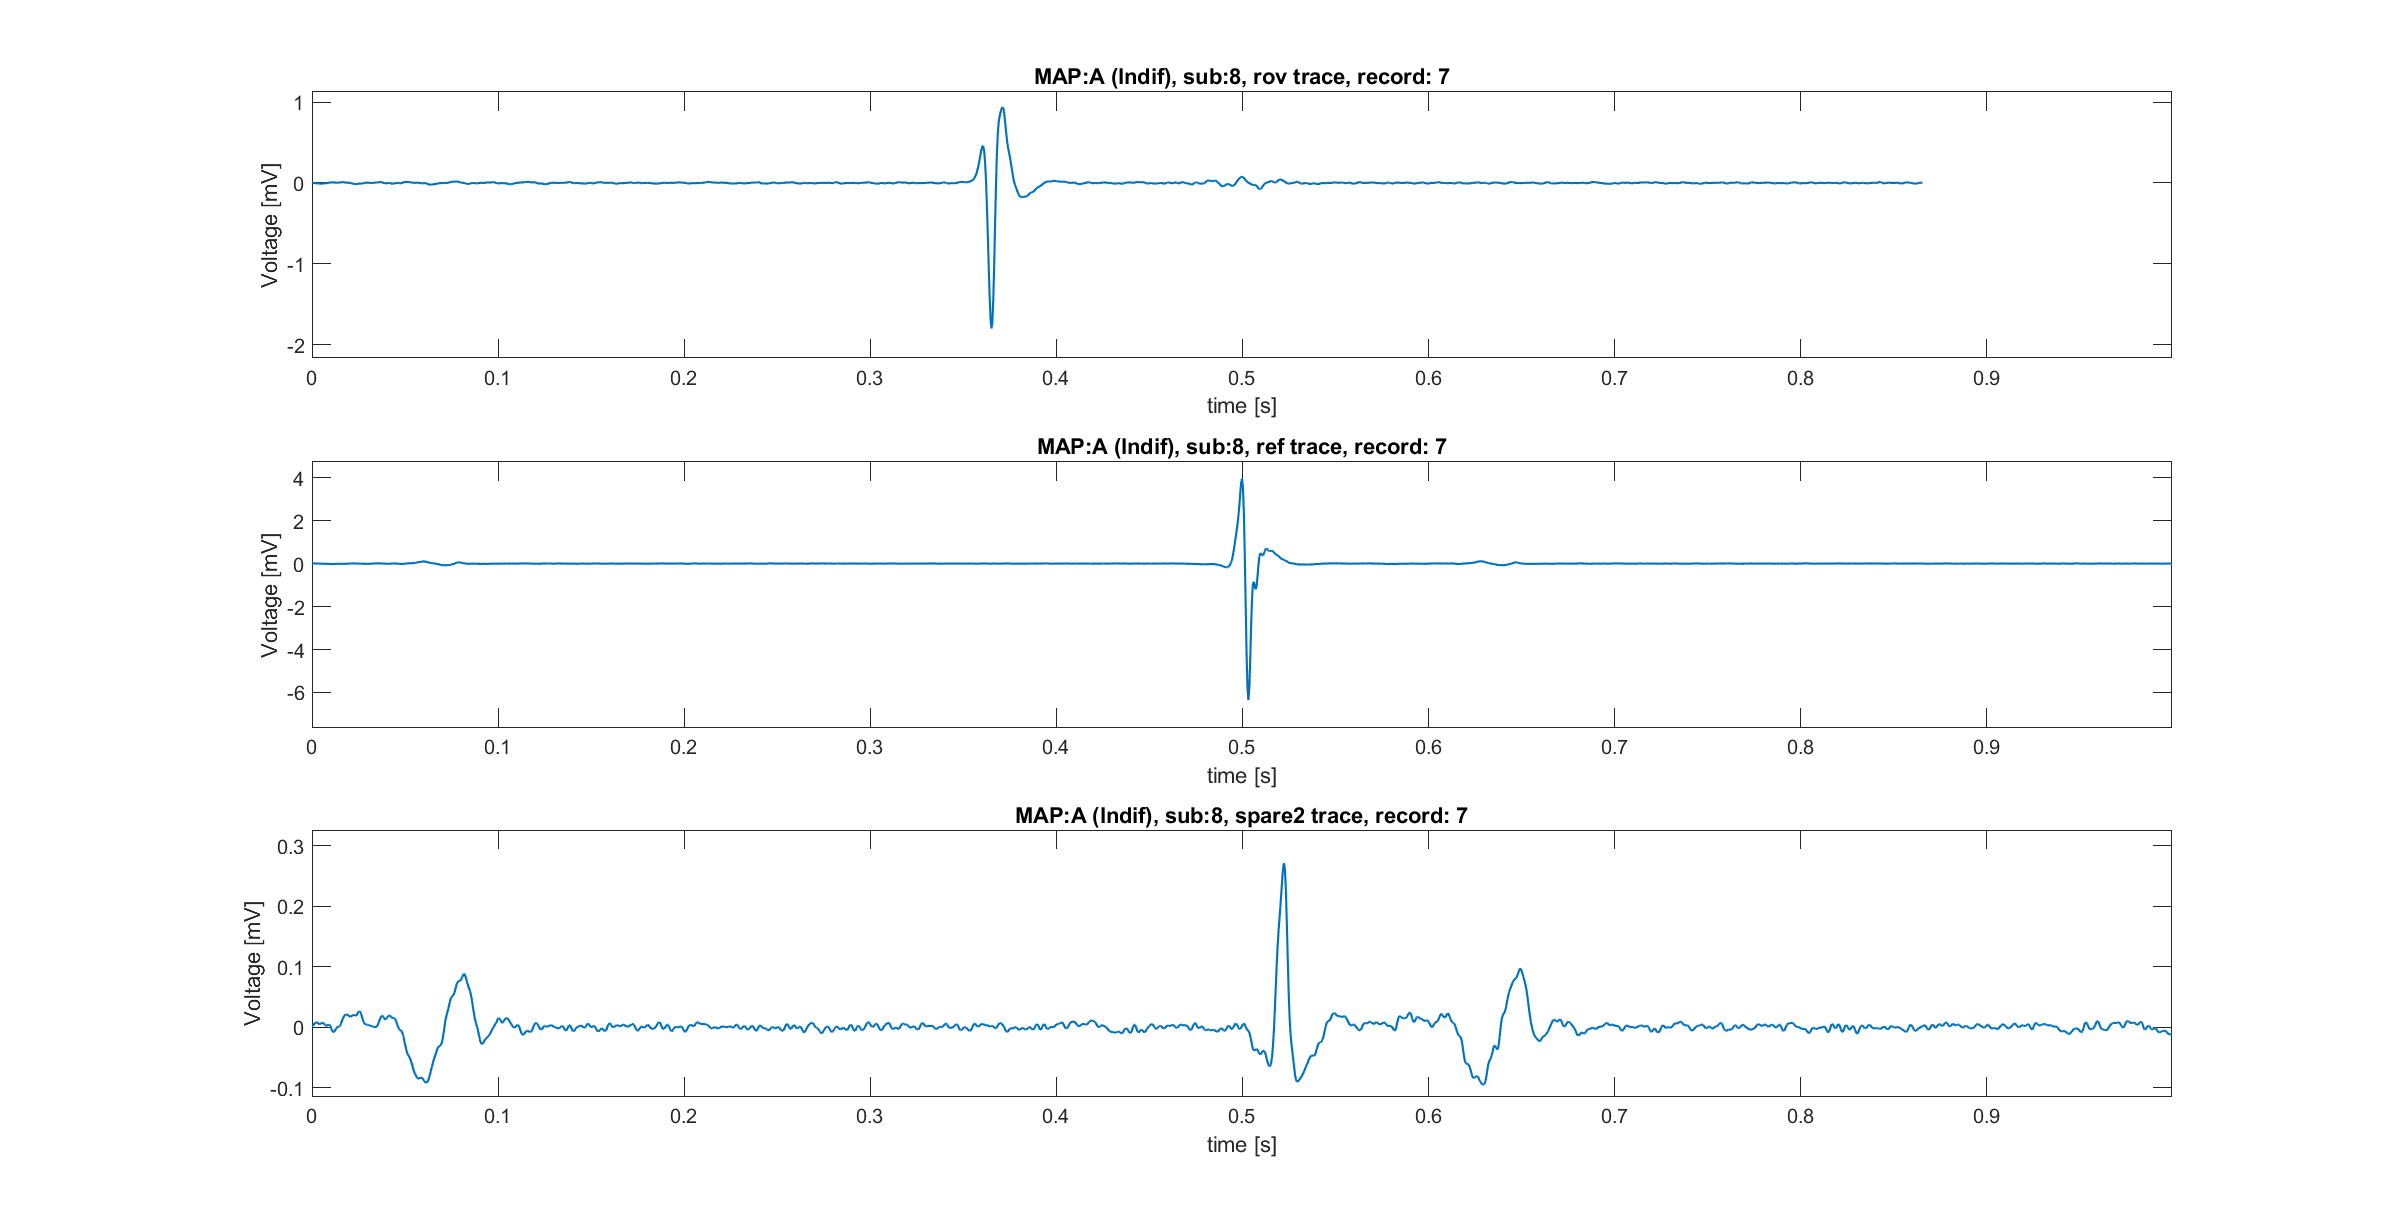 MAP:A (Indif), sub:8, rov trace, record: 7
1
0
-1
-2
Voltage [mV]
0 0.1 0.2 0.3 0.4 0.5 0.6 0.7 0.8 0.9
time [s]
MAP:A (Indif), sub:8, ref trace, record: 7
4
2
0
-2
-4
-6
Voltage [mV]
0 0.1 0.2 0.3 0.4 0.5 0.6 0.7 0.8 0.9
time [s]
MAP:A (Indif), sub:8, spare2 trace, record: 7
0.3
0.2
0.1
0
-0.1
Voltage [mV]
0 0.1 0.2 0.3 0.4 0.5 0.6 0.7 0.8 0.9
time [s]